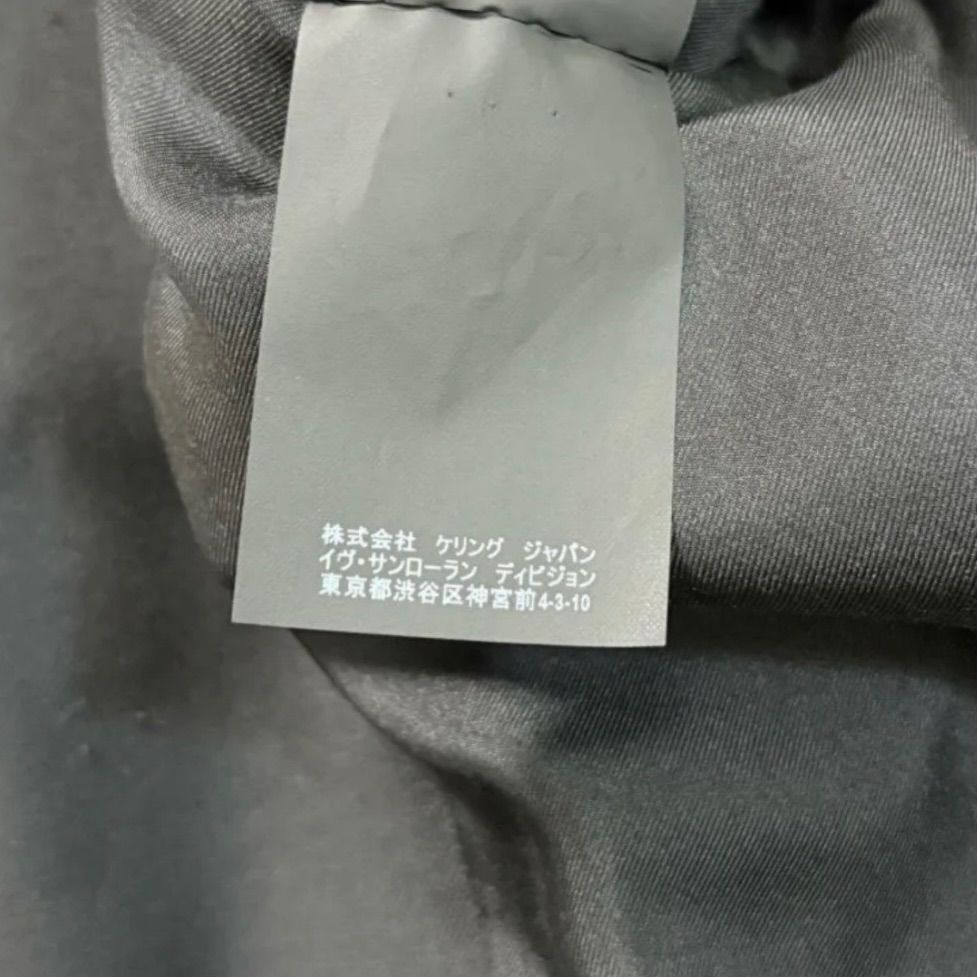 株式会社 ケリング ジャパン
イヴ・サンローラン ディビジョン
東京都渋谷区神宮前4-3-10